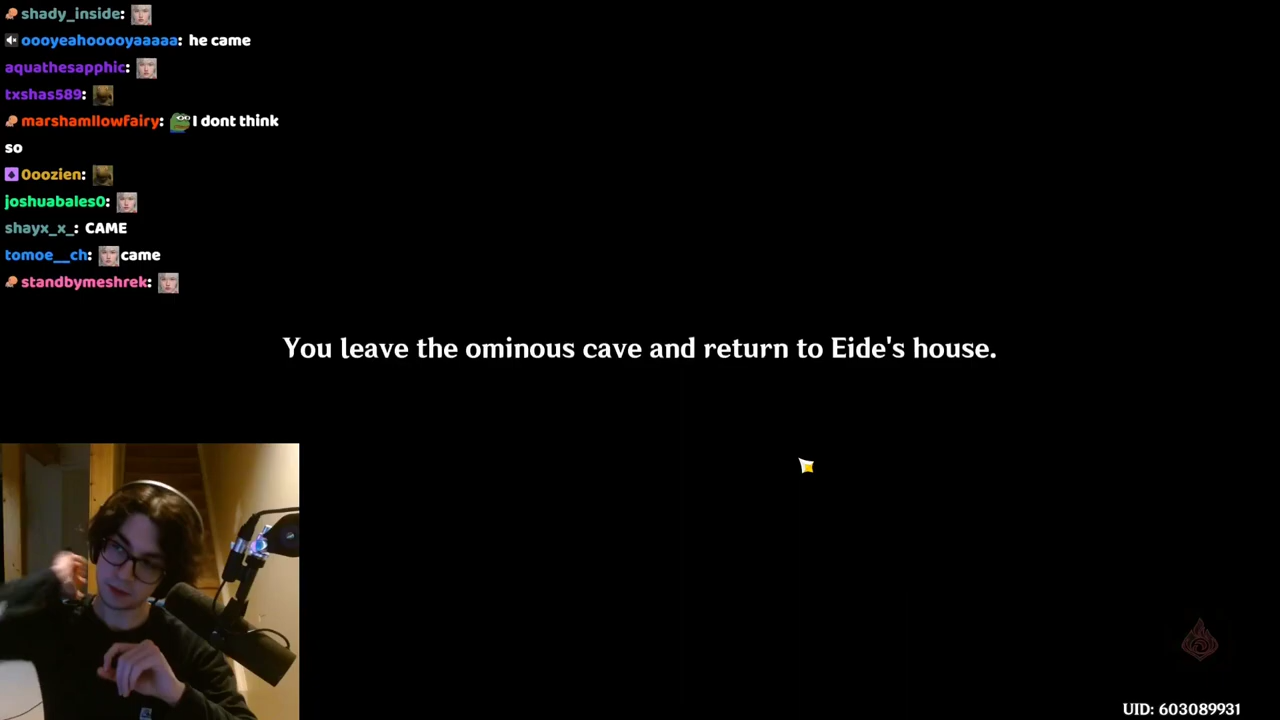 shady_inside:
oooyeahooooyaaaaa: he came
aquathesapphic:
txshas589:
marshamllowfairy: I dont think
so
0oozien:
joshuabales0:
shayx_x_: CAME
tomoe__ch: came
standbymeshrek:
You leave the ominous cave and return to Eide's house.
UID: 603089931